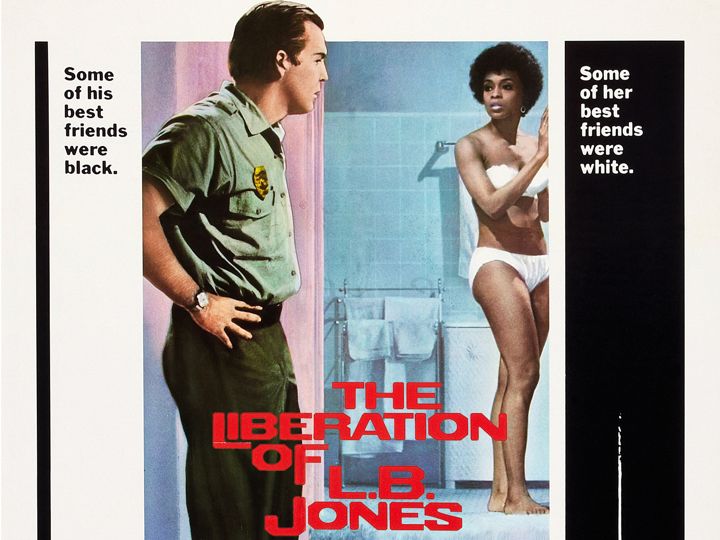 Some
of his
best
friends
were
black.
Some
of her
best
friends
were
white.
THE
LIBERATION
OF
L.B.
JONES